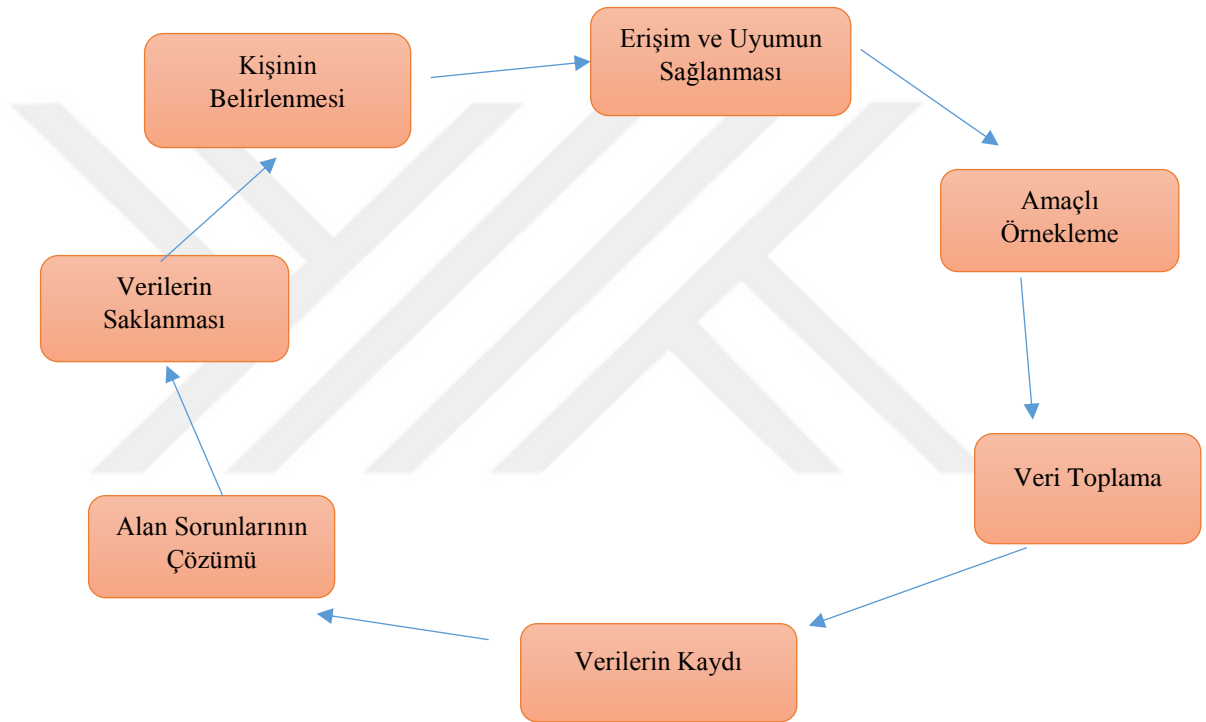 Kişinin
Belirlenmesi
Erişim ve Uyumun
Sağlanması
Amaçlı
Örnekleme
Veri Toplama
Verilerin Kaydı
Alan Sorunlarının
Çözümü
Verilerin
Saklanması